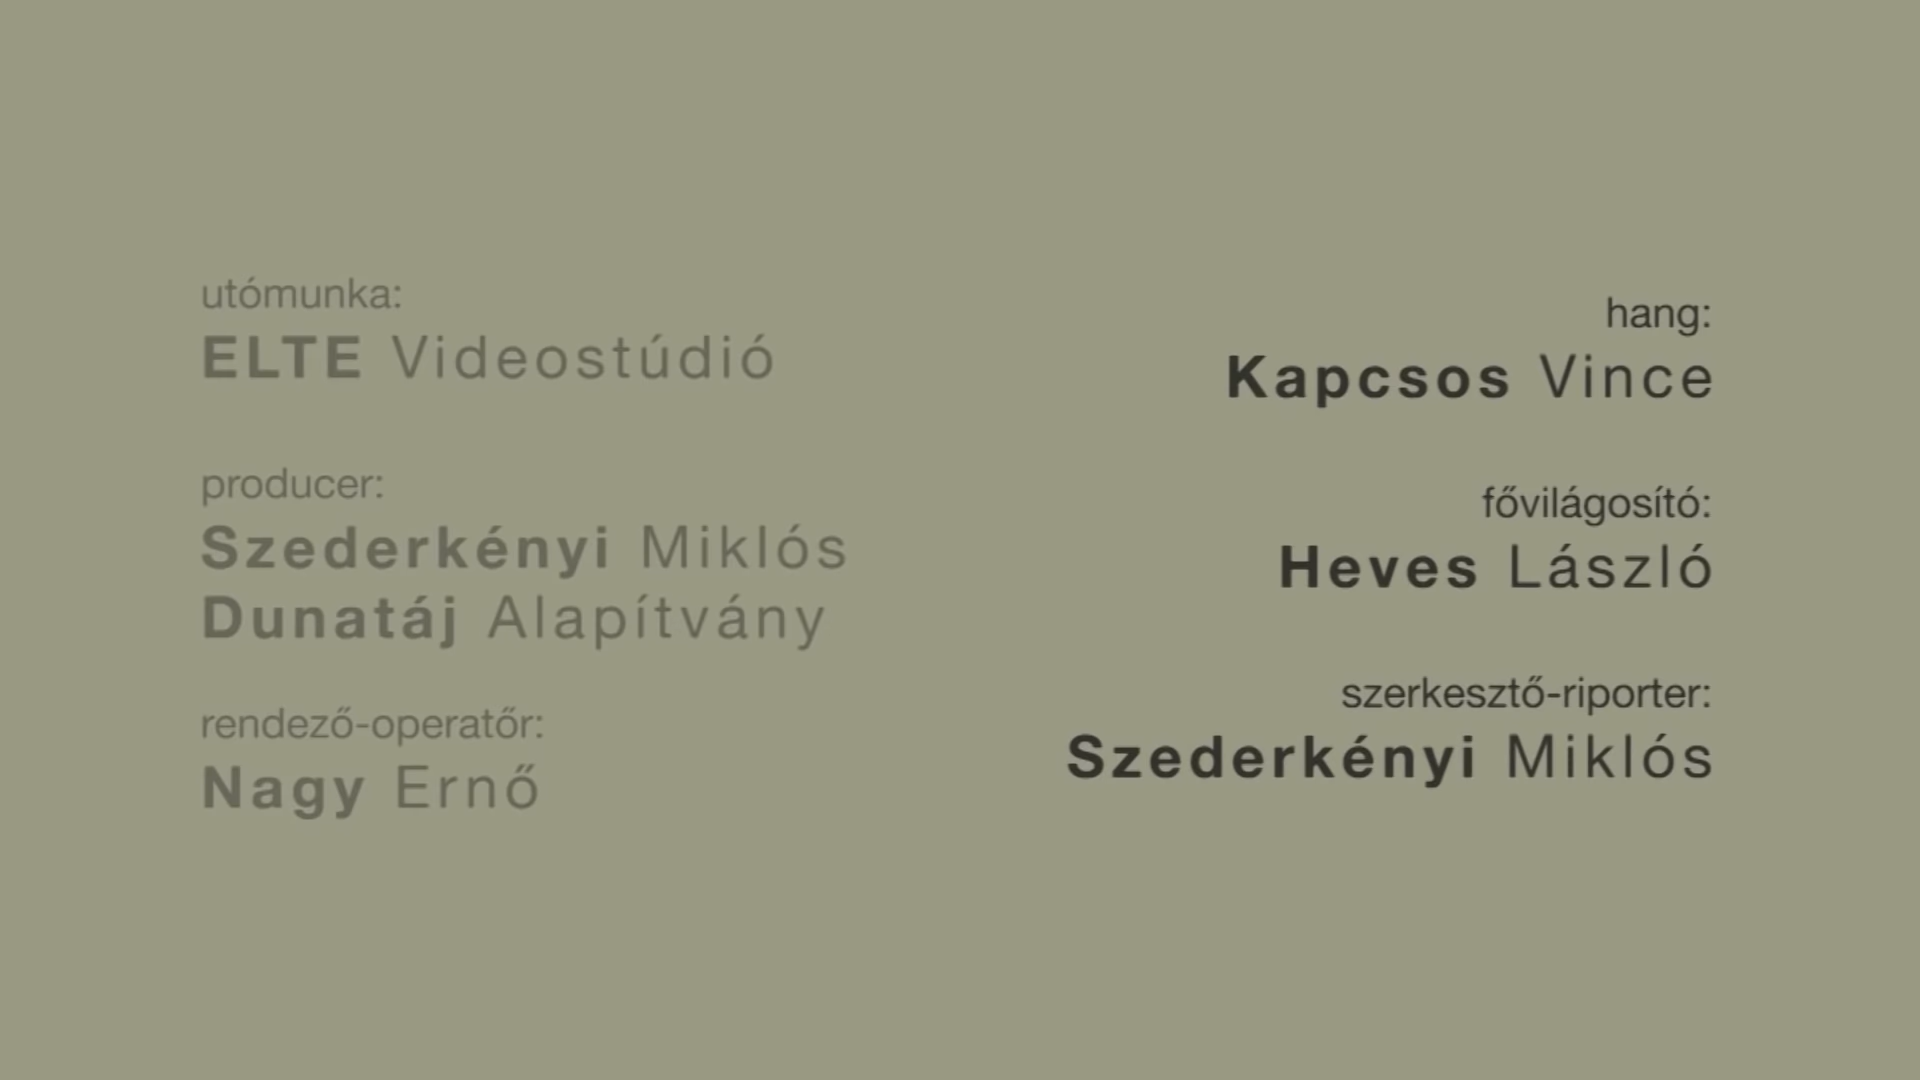 utómunka:
ELTE Videostúdió
producer:
Szederkényi Miklós
Dunatáj Alapítvány
rendező-operatőr:
Nagy Ernő
hang:
Kapcsos Vince
fővilágosító:
Heves László
szerkesztő-riporter:
Szederkényi Miklós